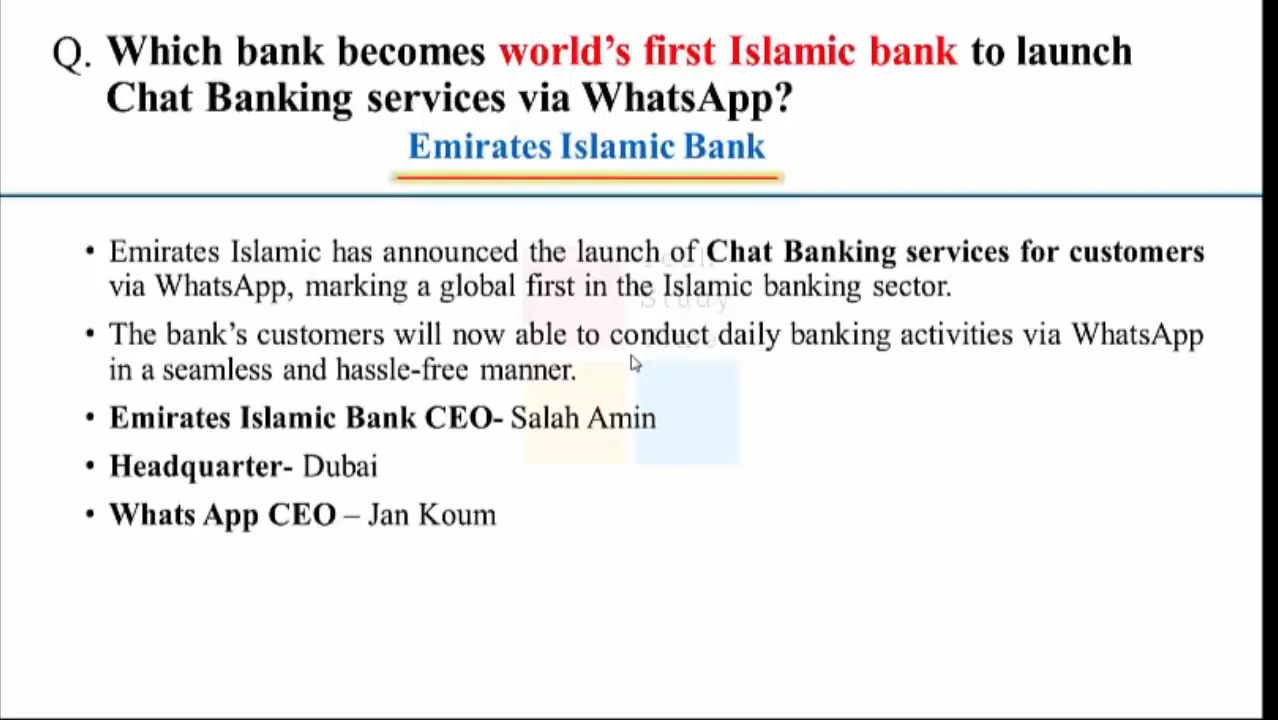 Q. Which bank becomes world's first Islamic bank to launch
Chat Banking services via WhatsApp?
Emirates Islamic Bank
• Emirates Islamic has announced the launch of Chat Banking services for customers
via WhatsApp, marking a global first in the Islamic banking sector.
• The bank's customers will now able to conduct daily banking activities via WhatsApp
in a seamless and hassle-free manner.
• Emirates Islamic Bank CEO- Salah Amin
• Headquarter- Dubai
• Whats App CEO – Jan Koum
Study